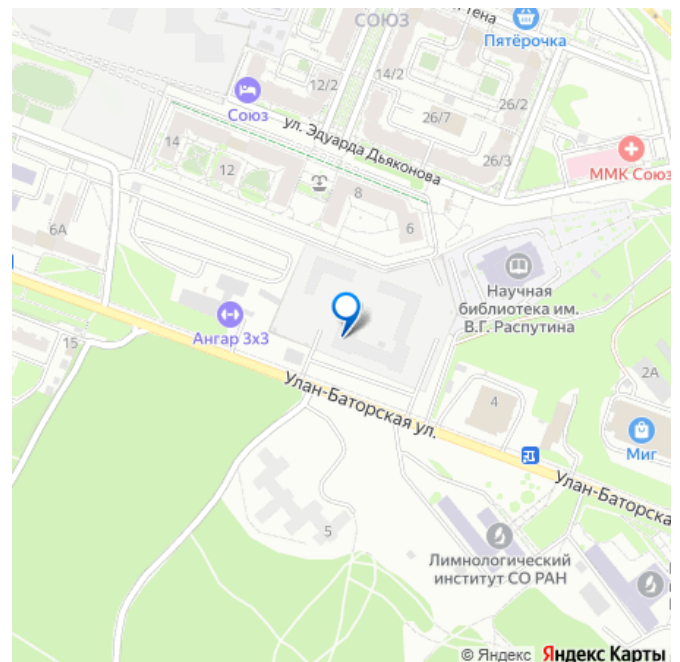 СОЮЗ
Тена
Пятёрочка
12/2
14/2
26/2
26/7
Союз
ул. Эдуарда Дьяконова
14
12
8
6
26/3
ММК Союз
6А
Научная
библиотека им.
В.Г. Распутина
Ангар 3х3
15
Улан-Баторская ул.
4
2А
Миг
Улан-Баторска
5
Лимнологический
институт СО РАН
© Яндекс Яндекс Карты